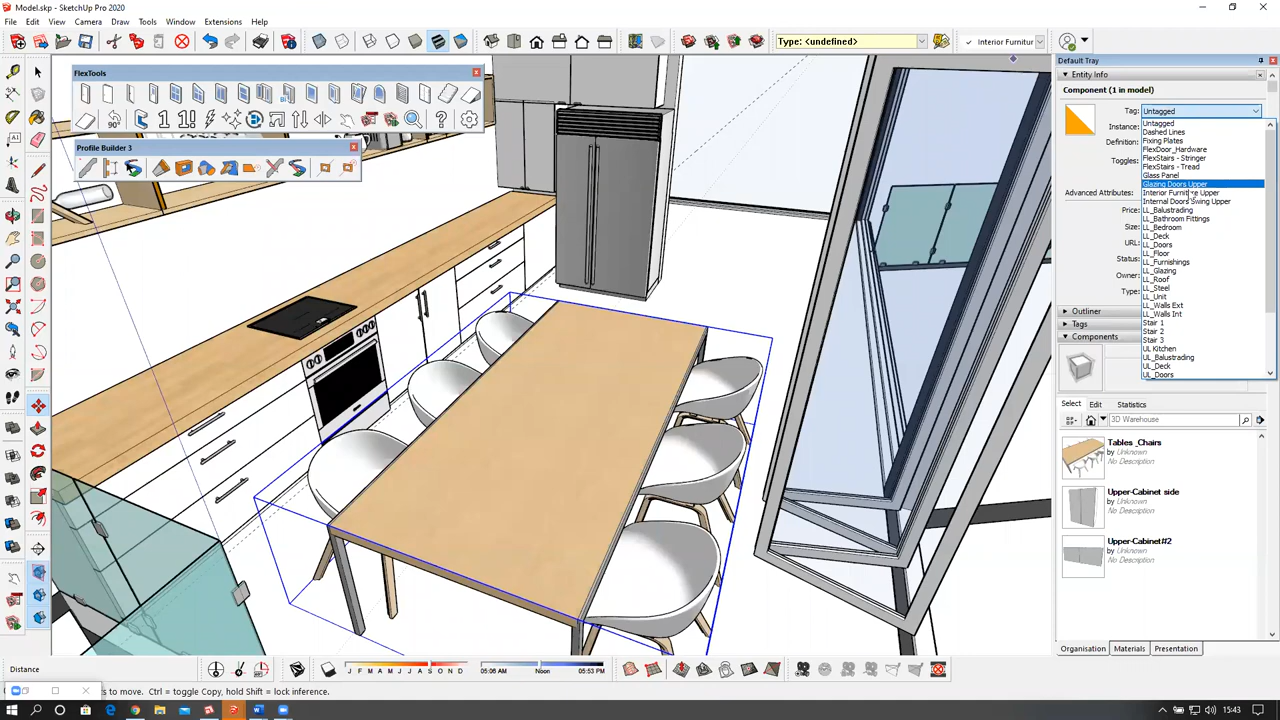 Model.skp - SketchUp Pro 2020
File Edit View Camera Draw Tools Window Extensions Help
Type: <undefined>
✓ Interior Furnitur
FlexTools
Profile Builder 3
Default Tray
Entity Info
Component (1 in model)
Tag: Untagged
Instance:
Definition:
Toggles:
Advanced Attributes:
Price:
Size:
URL:
Status:
Owner:
Type:
Untagged
Dashed Lines
Fixing Plates
FlexDoor_Hardware
FlexStairs - Stringer
FlexStairs - Tread
Glass Panel
Glazing Doors Upper
Interior Furniture Upper
Internal Doors Swing Upper
LL_Balustrading
LL_Bathroom Fittings
LL_Bedroom
LL_Deck
LL_Doors
LL_Floor
LL_Furnishings
LL_Glazing
LL_Roof
LL_Steel
LL_Unit
LL_Walls Ext
LL_Walls Int
Stair 1
Stair 2
Stair 3
UL Kitchen
UL_Balustrading
UL_Deck
UL_Doors
Outliner
Tags
Components
Select Edit Statistics
3D Warehouse
Tables _Chairs
by Unknown
No Description
Upper-Cabinet side
by Unknown
No Description
Upper-Cabinet#2
by Unknown
No Description
Organisation Materials Presentation
Distance
J F M A M J J A S O N D
05:06 AM Noon 05:53 PM
s to move. Ctrl = toggle Copy, hold Shift = lock inference.
15:43